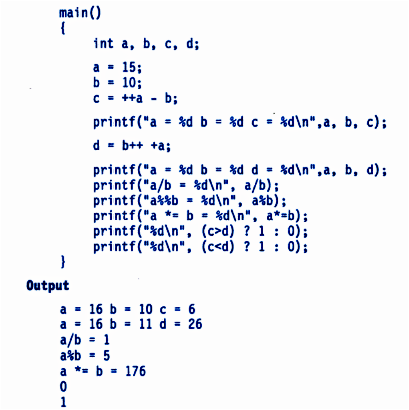 main()
{
int a, b, c, d;
a = 15;
b = 10;
c = ++a - b;
printf("a = %d b = %d c = %d\n",a, b, c);
d = b++ +a;
printf("a = %d b = %d d = %d\n",a, b, d);
printf("a/b = %d\n", a/b);
printf("a%%b = %d\n", a%b);
printf("a *= b = %d\n", a*=b);
printf("%d\n", (c>d) ? 1 : 0);
printf("%d\n", (c<d) ? 1 : 0);
}
Output
a = 16 b = 10 c = 6
a = 16 b = 11 d = 26
a/b = 1
a%b = 5
a *= b = 176
0
1